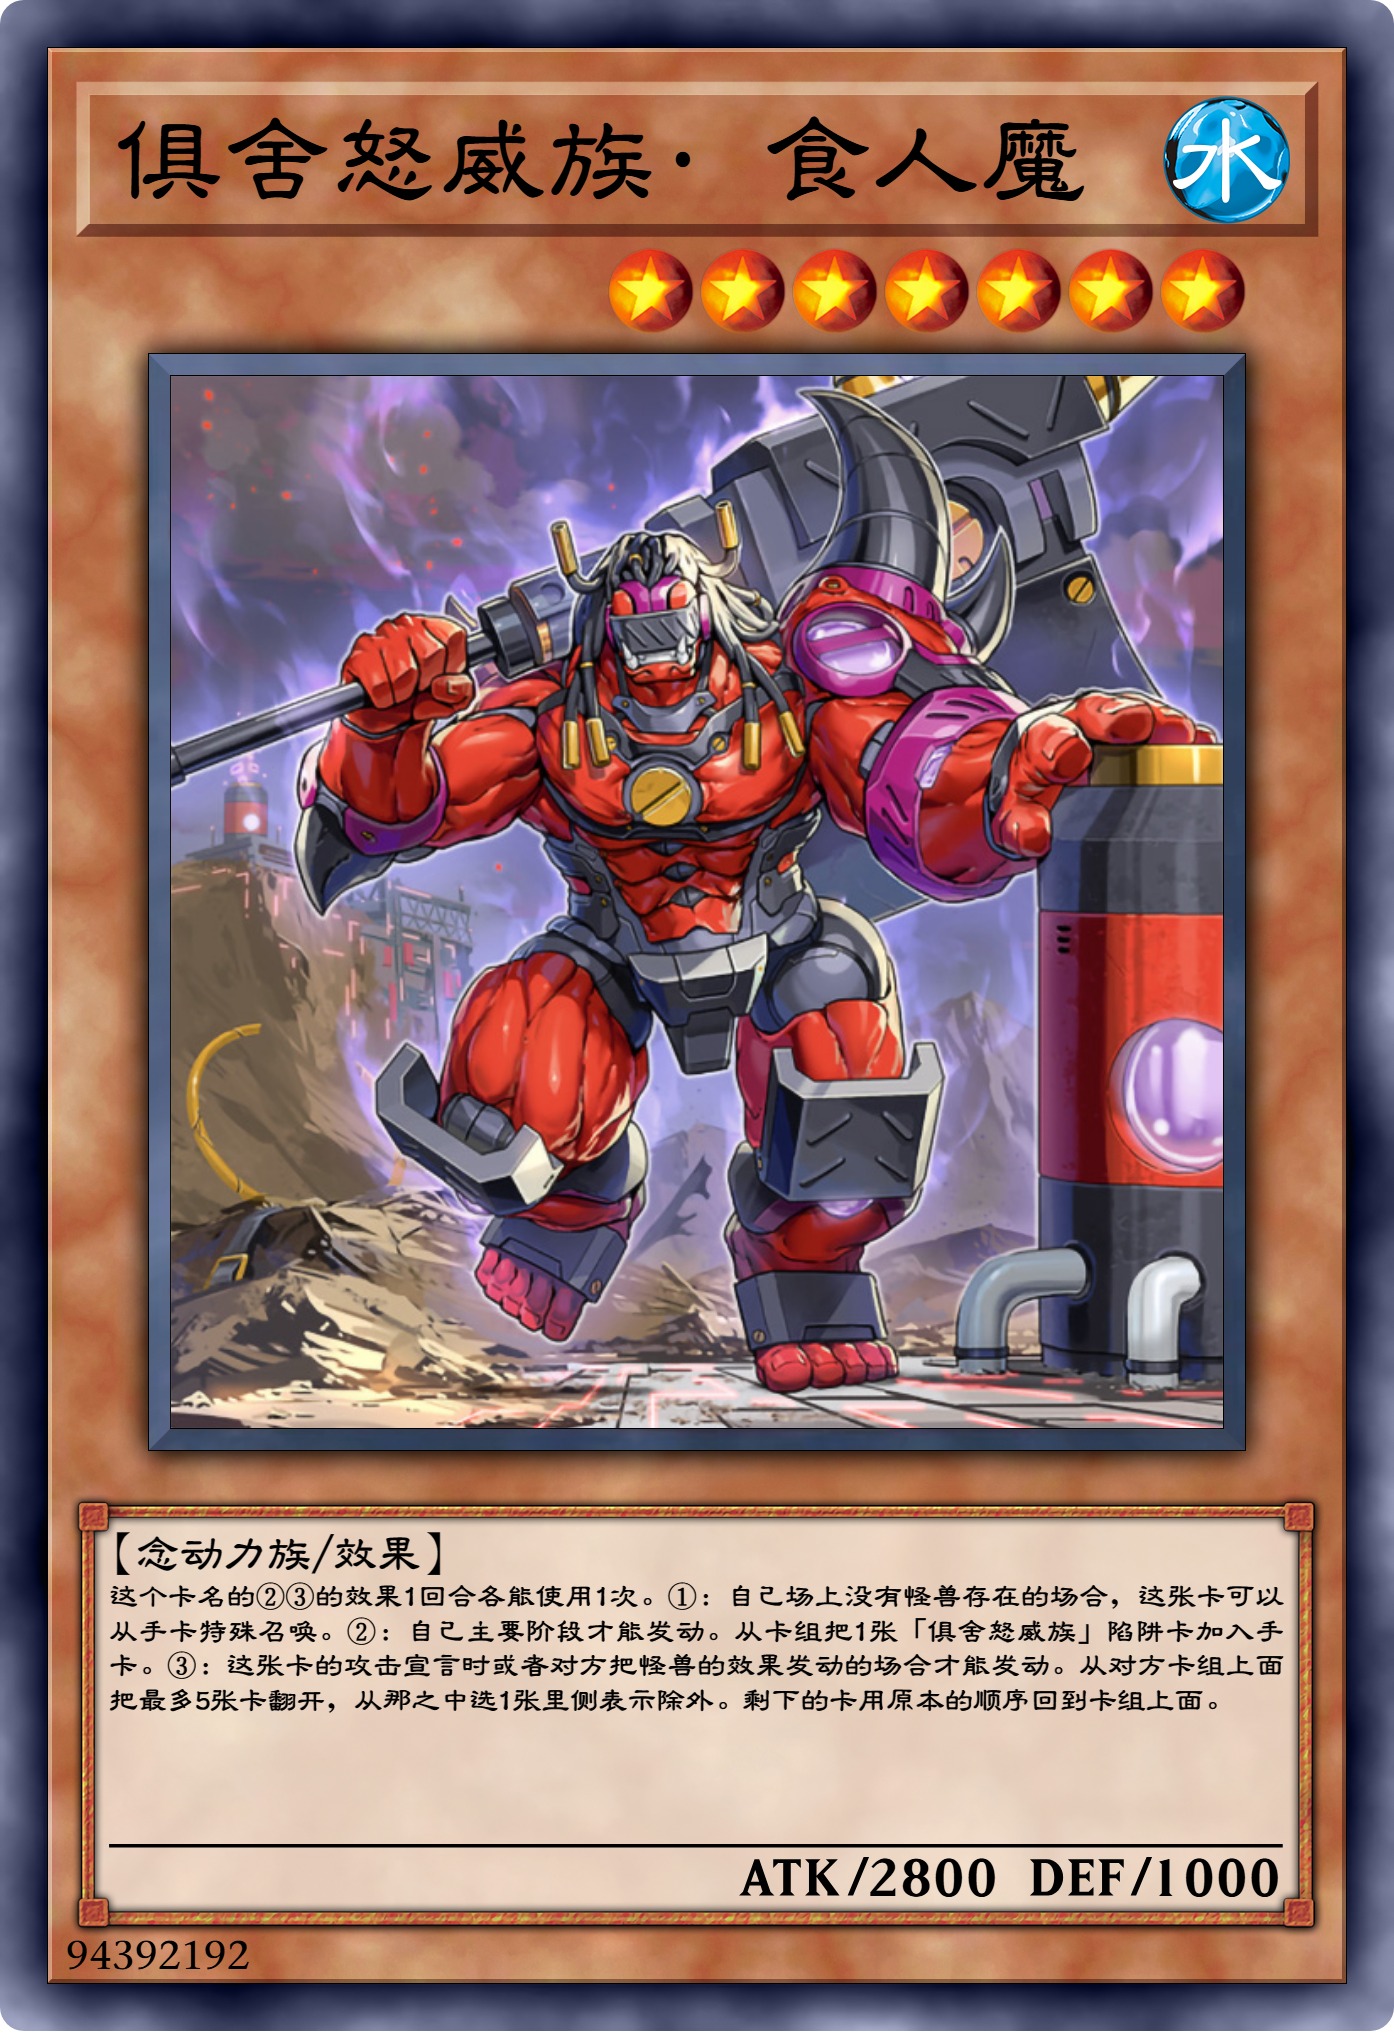 俱舍怒威族·食人魔
水
【念动力族/效果】
这个卡名的②③的效果1回合各能使用1次。①：自己场上没有怪兽存在的场合，这张卡可以
从手卡特殊召唤。②：自己主要阶段才能发动。从卡组把1张「俱舍怒威族」陷阱卡加入手
卡。③：这张卡的攻击宣言时或者对方把怪兽的效果发动的场合才能发动。从对方卡组上面
把最多5张卡翻开，从那之中选1张里侧表示除外。剩下的卡用原本的顺序回到卡组上面。
ATK/2800 DEF/1000
94392192